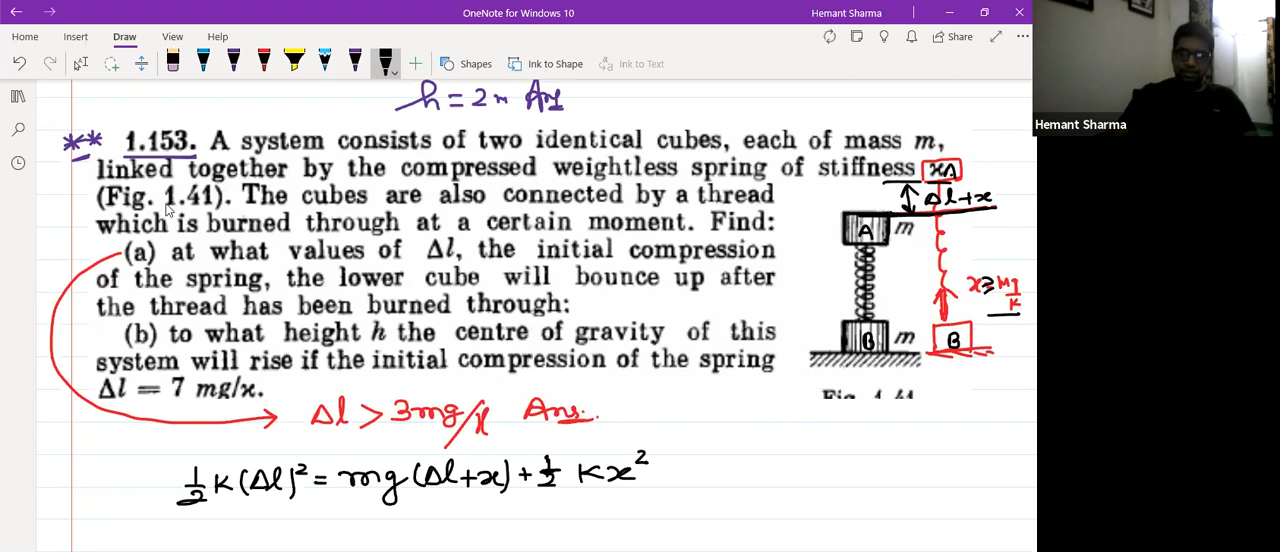 OneNote for Windows 10
Hemant Sharma
Home Insert Draw View Help
Share
Shapes Ink to Shape Ink to Text
Hemant Sharma
h = 2m Ans
** 1.153. A system consists of two identical cubes, each of mass m,
linked together by the compressed weightless spring of stiffness ϰ
(Fig. 1.41). The cubes are also connected by a thread
which is burned through at a certain moment. Find:
(a) at what values of Δl, the initial compression
of the spring, the lower cube will bounce up after
the thread has been burned through:
(b) to what height h the centre of gravity of this
system will rise if the initial compression of the spring
Δl = 7 mg/ϰ.
A
Δl+x
A m
x ≥ mg/K
B m
B
Fig. 1.41
Δl > 3mg/ϰ Ans.
½ K (Δl)² = mg (Δl+x) + ½ Kx²